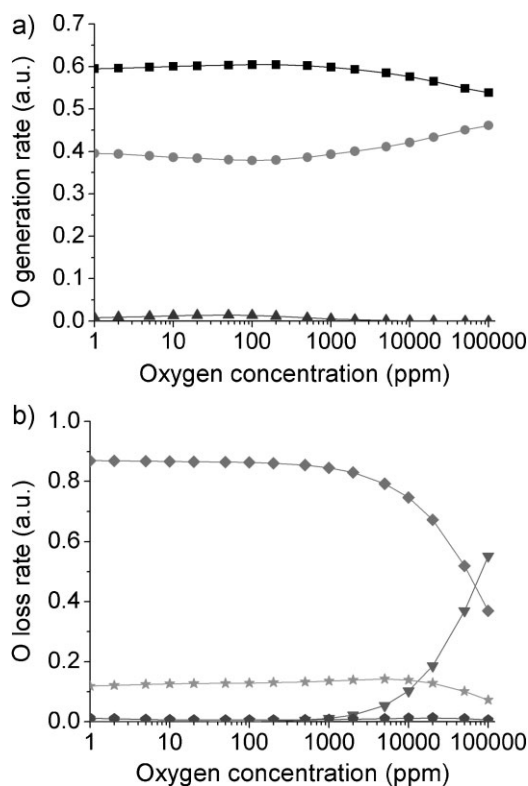 a)
0.7
0.6
0.5
0.4
0.3
0.2
0.1
0.0
O generation rate (a.u.)
1 10 100 1000 10000 100000
Oxygen concentration (ppm)
b)
1.0
0.8
0.6
0.4
0.2
0.0
O loss rate (a.u.)
1 10 100 1000 10000 100000
Oxygen concentration (ppm)